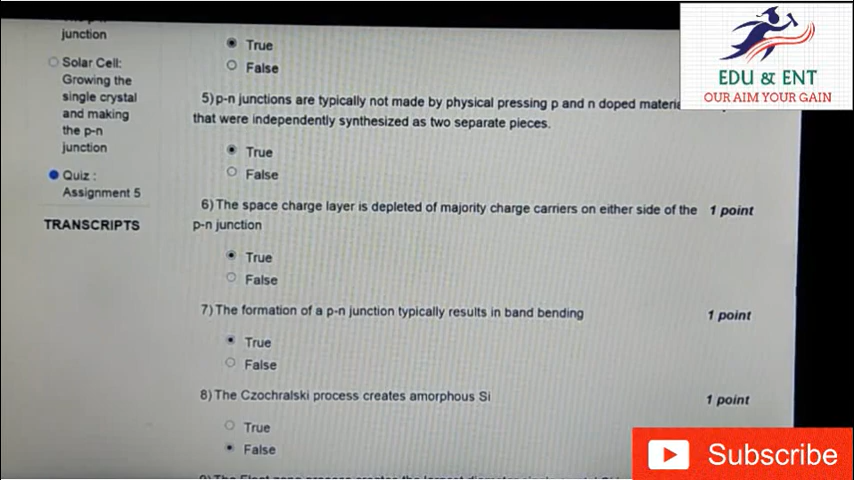 junction
Solar Cell:
Growing the
single crystal
and making
the p-n
junction
Quiz :
Assignment 5
TRANSCRIPTS
True
False
5) p-n junctions are typically not made by physical pressing p and n doped
that were independently synthesized as two separate pieces.
True
False
6) The space charge layer is depleted of majority charge carriers on either side of the 1 point
p-n junction
True
False
7) The formation of a p-n junction typically results in band bending 1 point
True
False
8) The Czochralski process creates amorphous Si 1 point
True
False
EDU & ENT
OUR AIM YOUR GAIN
Subscribe